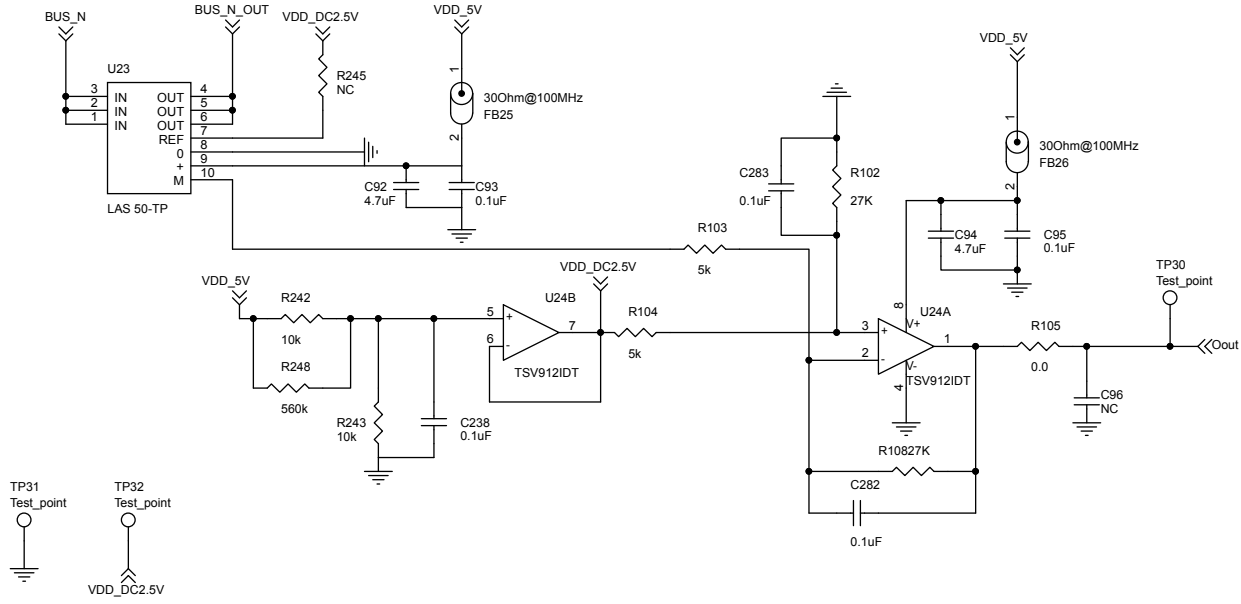 BUS_N
BUS_N_OUT
VDD_DC2.5V
VDD_5V
VDD_5V
U23
R245
NC
1
30Ohm@100MHz
FB25
2
3 IN OUT 4
2 IN OUT 5
1 IN OUT 6
REF 7
0 8
+ 9
M 10
LAS 50-TP
C92
4.7uF
C93
0.1uF
C283
0.1uF
R102
27K
1
30Ohm@100MHz
FB26
2
C94
4.7uF
C95
0.1uF
R103
5k
VDD_5V
R242
10k
R248
560k
R243
10k
C238
0.1uF
VDD_DC2.5V
U24B
5 +
6 -
7
TSV912IDT
R104
5k
8
U24A
V+
3 +
2 -
1
V-
4
TSV912IDT
R105
0.0
TP30
Test_point
Oout
C96
NC
R10827K
C282
0.1uF
TP31
Test_point
TP32
Test_point
VDD_DC2.5V